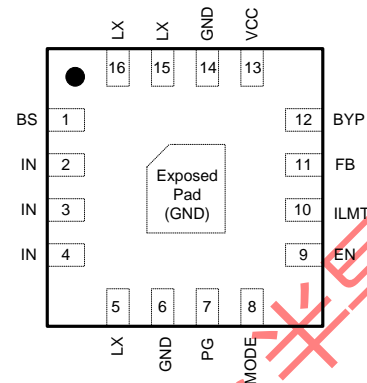 LX LX GND VCC
16 15 14 13
BS 1 12 BYP
IN 2 11 FB
Exposed
Pad
(GND)
IN 3 10 ILMT
IN 4 9 EN
5 6 7 8
LX GND PG MODE